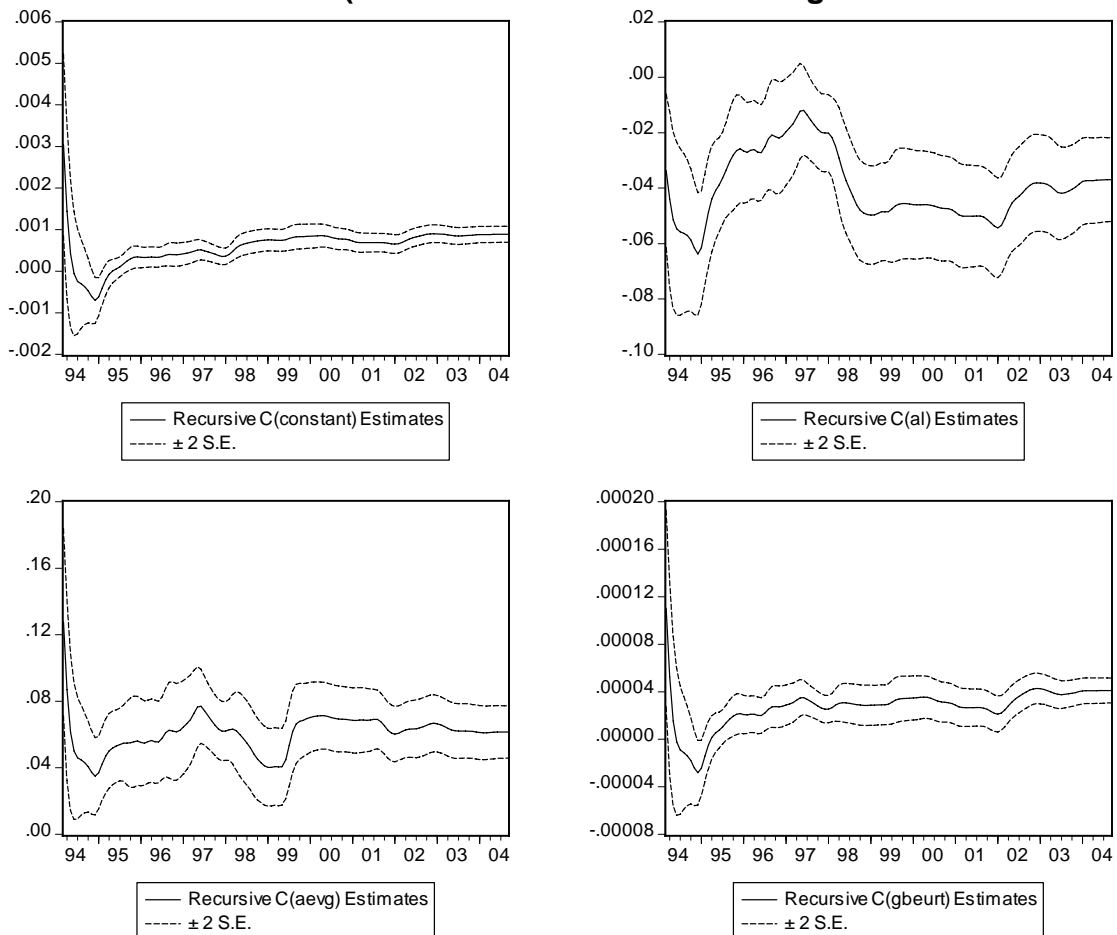 .006
.005
.004
.003
.002
.001
.000
-.001
-.002
94 95 96 97 98 99 00 01 02 03 04
Recursive C(constant) Estimates
± 2 S.E.
.02
.00
-.02
-.04
-.06
-.08
-.10
94 95 96 97 98 99 00 01 02 03 04
Recursive C(al) Estimates
± 2 S.E.
.20
.16
.12
.08
.04
.00
94 95 96 97 98 99 00 01 02 03 04
Recursive C(aevg) Estimates
± 2 S.E.
.00020
.00016
.00012
.00008
.00004
.00000
-.00004
-.00008
94 95 96 97 98 99 00 01 02 03 04
Recursive C(gbeurt) Estimates
± 2 S.E.